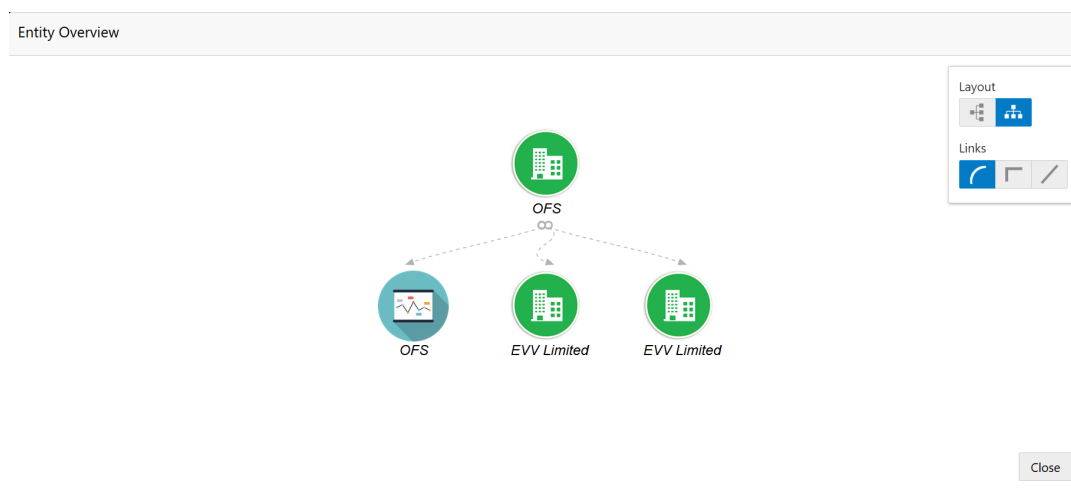 Entity Overview
Layout
Links
OFS
OFS
EVV Limited
EVV Limited
Close